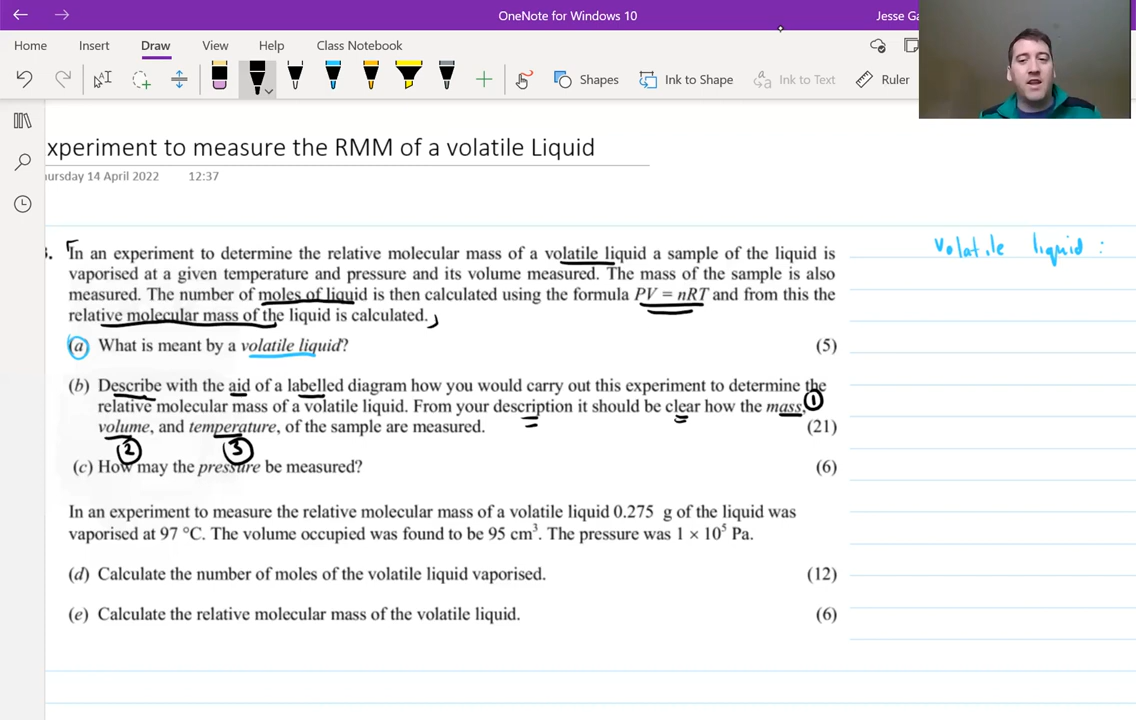 OneNote for Windows 10
Jesse Ga
Home Insert Draw View Help Class Notebook
Shapes Ink to Shape Ink to Text Ruler
xperiment to measure the RMM of a volatile Liquid
ursday 14 April 2022 12:37
Volatile liquid :
3. In an experiment to determine the relative molecular mass of a volatile liquid a sample of the liquid is
vaporised at a given temperature and pressure and its volume measured. The mass of the sample is also
measured. The number of moles of liquid is then calculated using the formula PV = nRT and from this the
relative molecular mass of the liquid is calculated.
(a) What is meant by a volatile liquid? (5)
(b) Describe with the aid of a labelled diagram how you would carry out this experiment to determine the
relative molecular mass of a volatile liquid. From your description it should be clear how the mass, ①
volume, and temperature, of the sample are measured. (21)
② ③
(c) How may the pressure be measured? (6)
In an experiment to measure the relative molecular mass of a volatile liquid 0.275 g of the liquid was
vaporised at 97 °C. The volume occupied was found to be 95 cm³. The pressure was 1 × 10⁵ Pa.
(d) Calculate the number of moles of the volatile liquid vaporised. (12)
(e) Calculate the relative molecular mass of the volatile liquid. (6)